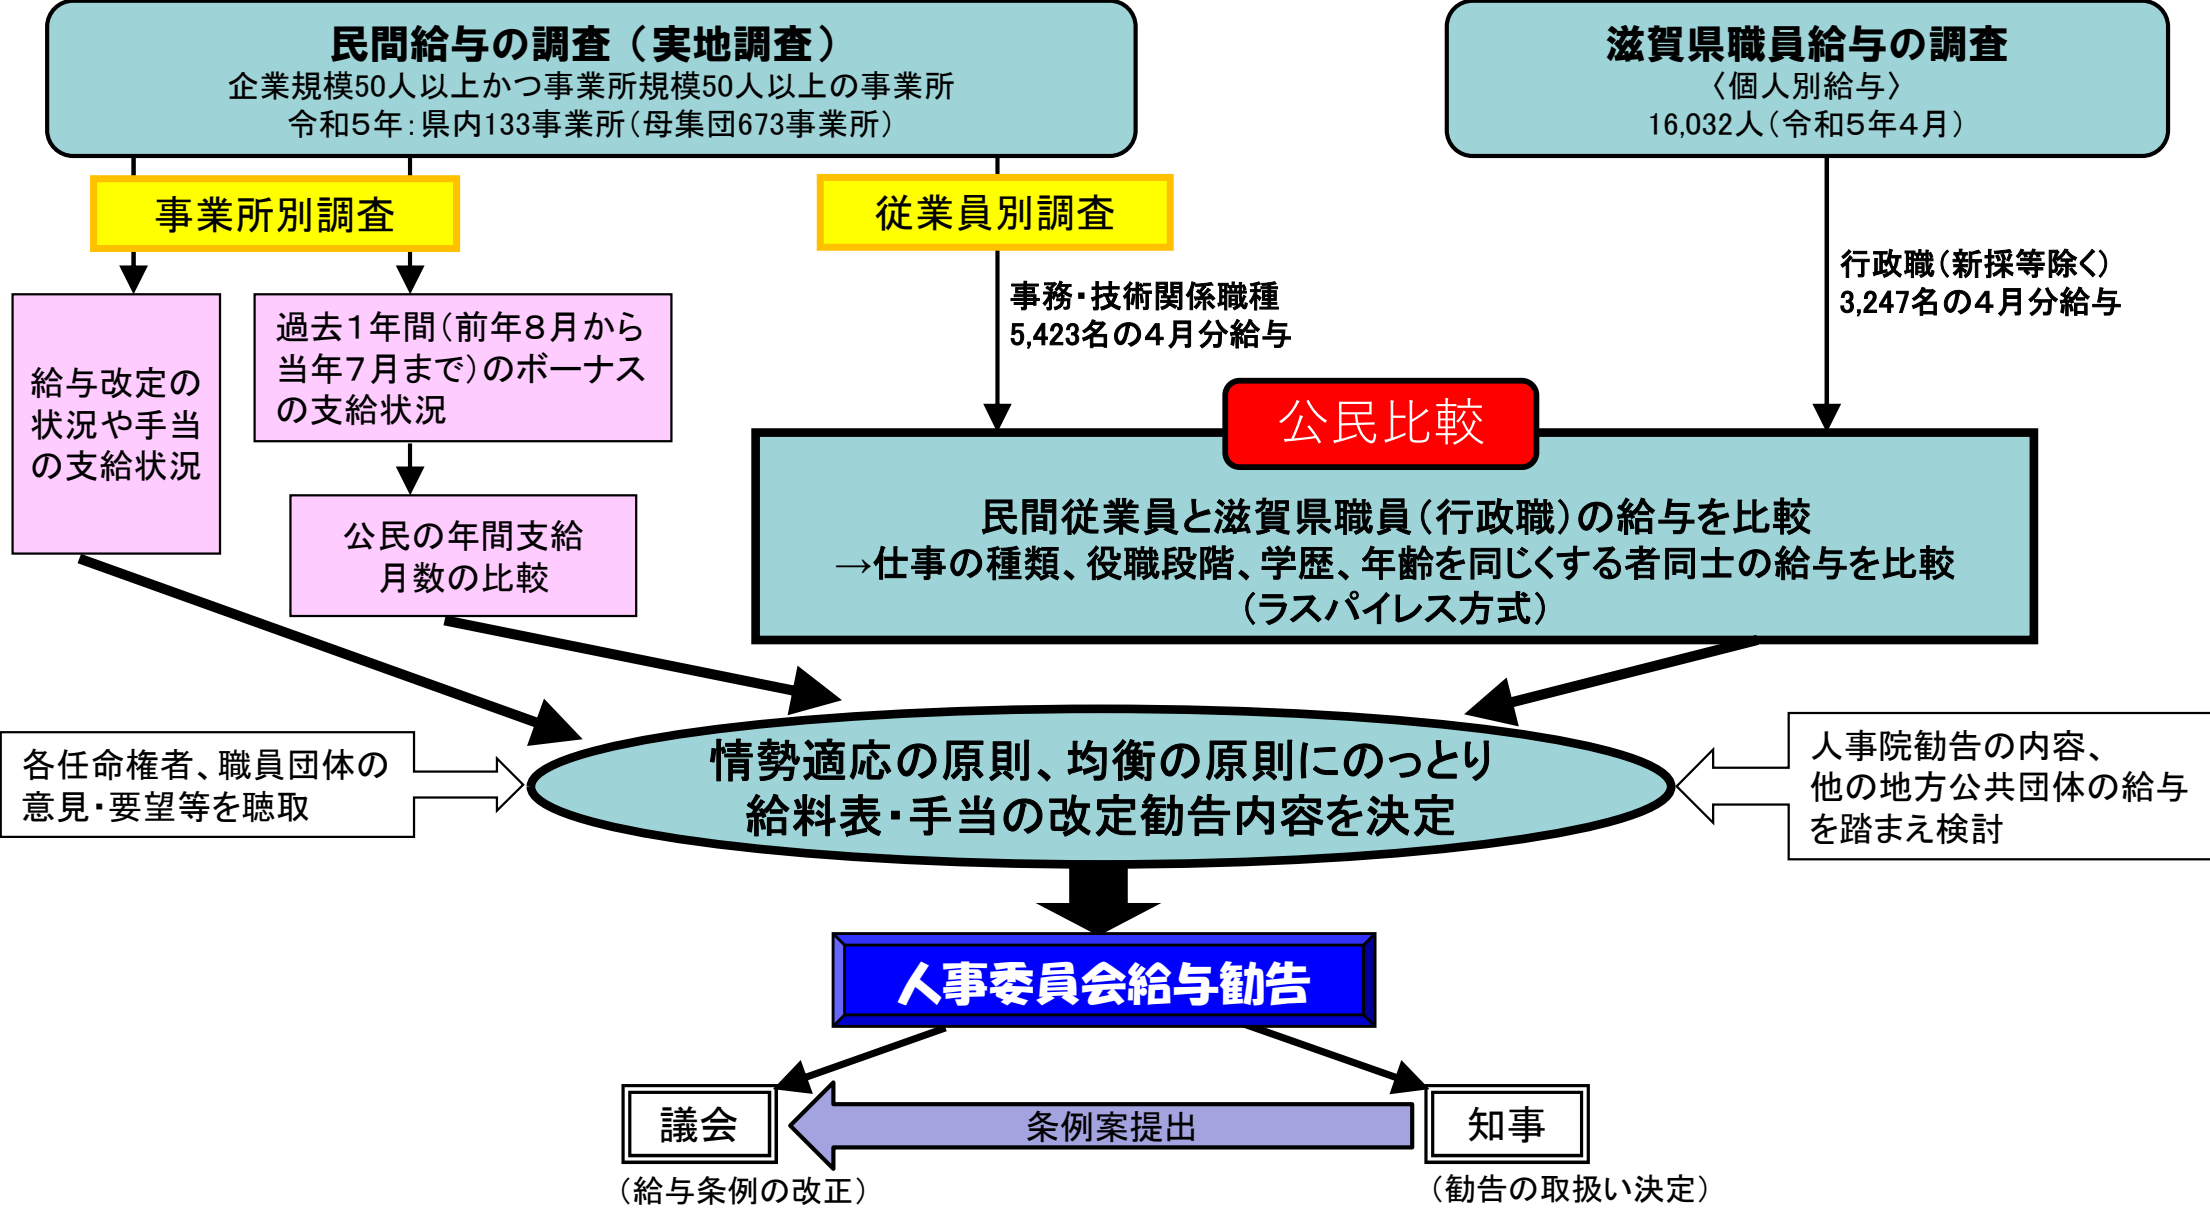 民間給与の調査（実地調査）
企業規模50人以上かつ事業所規模50人以上の事業所
令和５年：県内133事業所（母集団673事業所）
滋賀県職員給与の調査
〈個人別給与〉
16,032人（令和５年４月）
事業所別調査
従業員別調査
事務・技術関係職種
5,423名の４月分給与
行政職（新採等除く）
3,247名の４月分給与
給与改定の
状況や手当
の支給状況
過去１年間（前年８月から
当年７月まで）のボーナス
の支給状況
公民の年間支給
月数の比較
公民比較
民間従業員と滋賀県職員（行政職）の給与を比較
→仕事の種類、役職段階、学歴、年齢を同じくする者同士の給与を比較
（ラスパイレス方式）
各任命権者、職員団体の
意見・要望等を聴取
情勢適応の原則、均衡の原則にのっとり
給料表・手当の改定勧告内容を決定
人事院勧告の内容、
他の地方公共団体の給与
を踏まえ検討
人事委員会給与勧告
議会
条例案提出
知事
（給与条例の改正）
（勧告の取扱い決定）